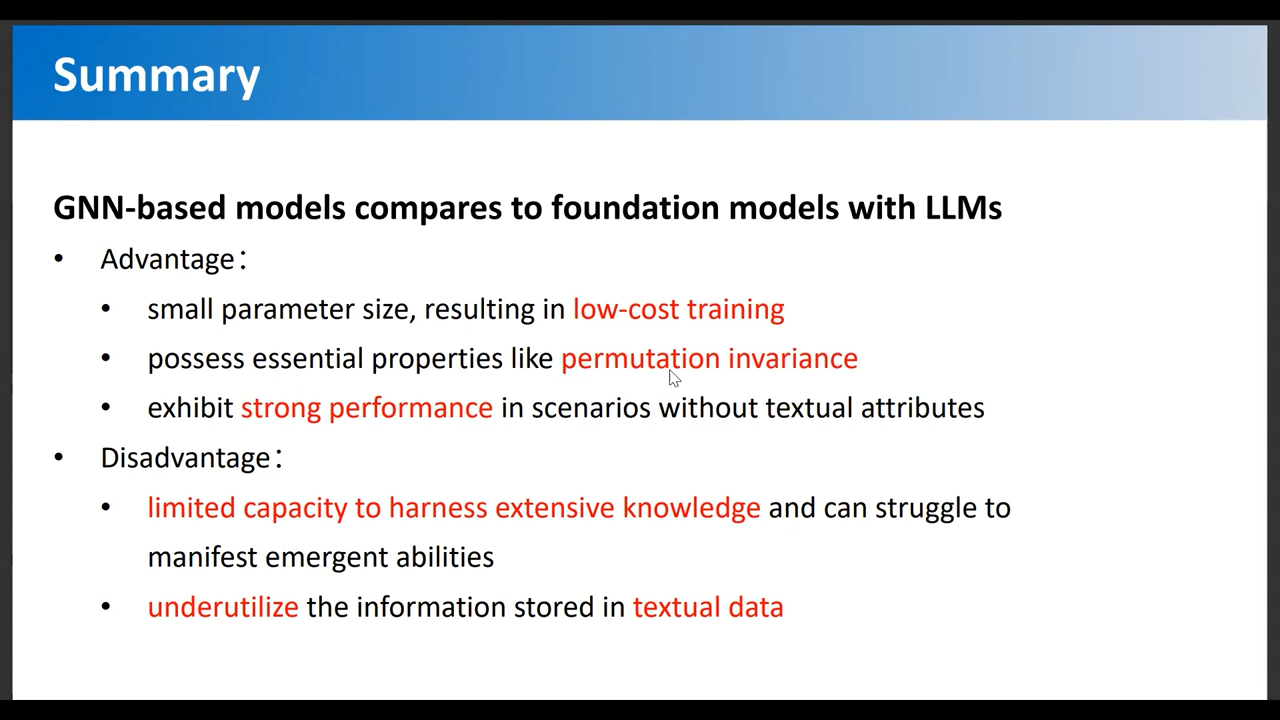 Summary
GNN-based models compares to foundation models with LLMs
• Advantage：
• small parameter size, resulting in low-cost training
• possess essential properties like permutation invariance
• exhibit strong performance in scenarios without textual attributes
• Disadvantage：
• limited capacity to harness extensive knowledge and can struggle to
manifest emergent abilities
• underutilize the information stored in textual data